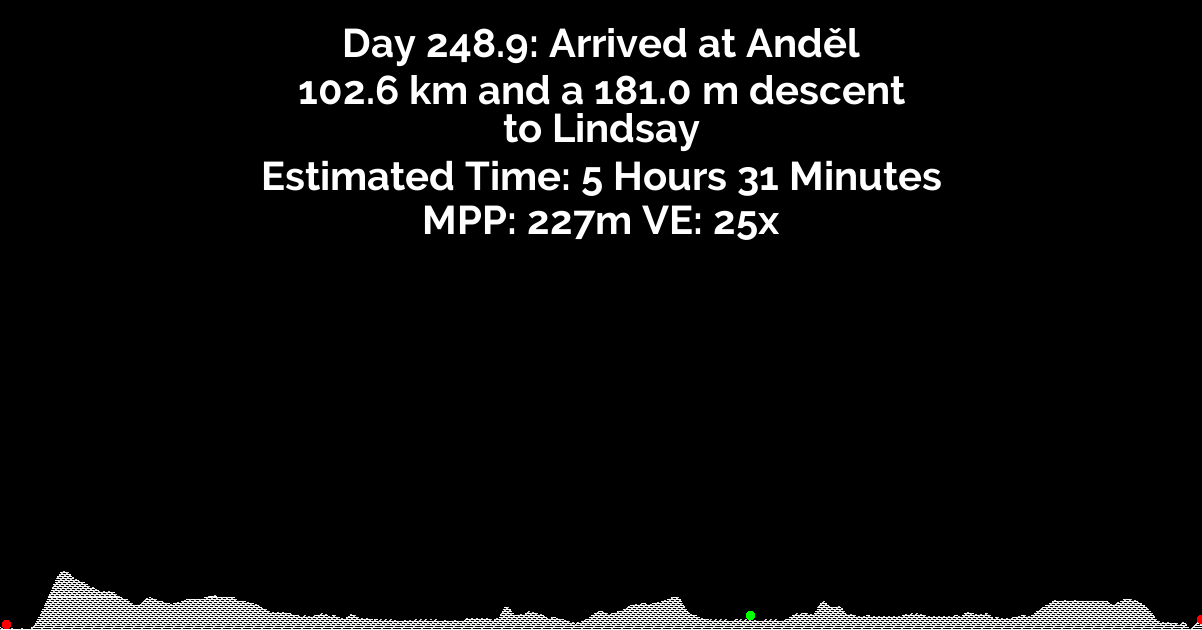 Day 248.9: Arrived at Anděl
102.6 km and a 181.0 m descent
to Lindsay
Estimated Time: 5 Hours 31 Minutes
MPP: 227m VE: 25x